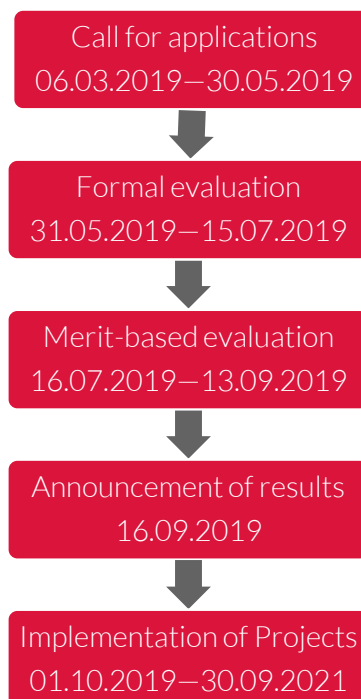 Call for applications
06.03.2019—30.05.2019
Formal evaluation
31.05.2019—15.07.2019
Merit-based evaluation
16.07.2019—13.09.2019
Announcement of results
16.09.2019
Implementation of Projects
01.10.2019—30.09.2021